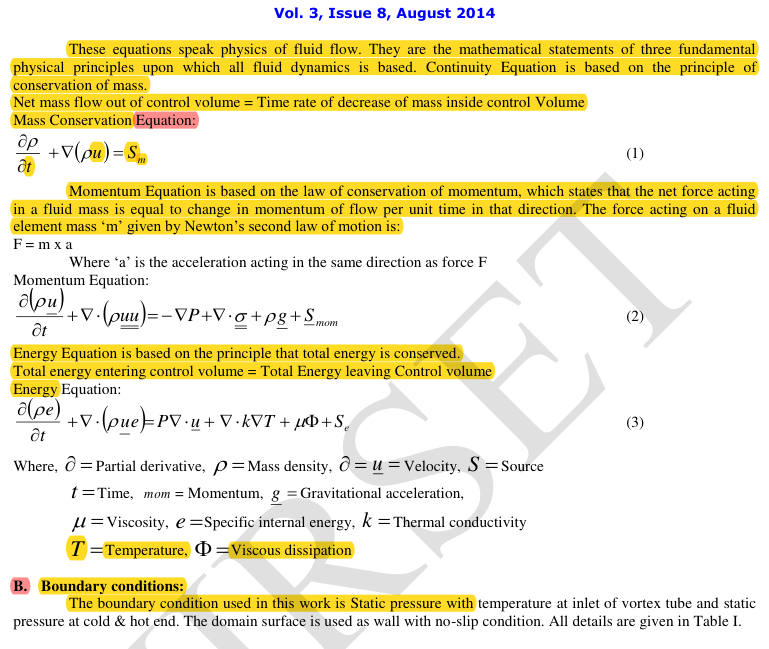 Vol. 3, Issue 8, August 2014
These equations speak physics of fluid flow. They are the mathematical statements of three fundamental
physical principles upon which all fluid dynamics is based. Continuity Equation is based on the principle of
conservation of mass.
Net mass flow out of control volume = Time rate of decrease of mass inside control Volume
Mass Conservation Equation:
∂ρ/∂t + ∇(ρu) = S_m (1)
Momentum Equation is based on the law of conservation of momentum, which states that the net force acting
in a fluid mass is equal to change in momentum of flow per unit time in that direction. The force acting on a fluid
element mass ‘m’ given by Newton’s second law of motion is:
F = m x a
Where ‘a’ is the acceleration acting in the same direction as force F
Momentum Equation:
∂(ρu)/∂t + ∇·(ρuu) = −∇P + ∇·σ + ρg + S_mom (2)
Energy Equation is based on the principle that total energy is conserved.
Total energy entering control volume = Total Energy leaving Control volume
Energy Equation:
∂(ρe)/∂t + ∇·(ρue) = P∇·u + ∇·k∇T + μΦ + S_e (3)
Where, ∂ = Partial derivative, ρ = Mass density, ∂ = u = Velocity, S = Source
t = Time, mom = Momentum, g = Gravitational acceleration,
μ = Viscosity, e = Specific internal energy, k = Thermal conductivity
T = Temperature, Φ = Viscous dissipation
B. Boundary conditions:
The boundary condition used in this work is Static pressure with temperature at inlet of vortex tube and static
pressure at cold & hot end. The domain surface is used as wall with no-slip condition. All details are given in Table I.
IRSET